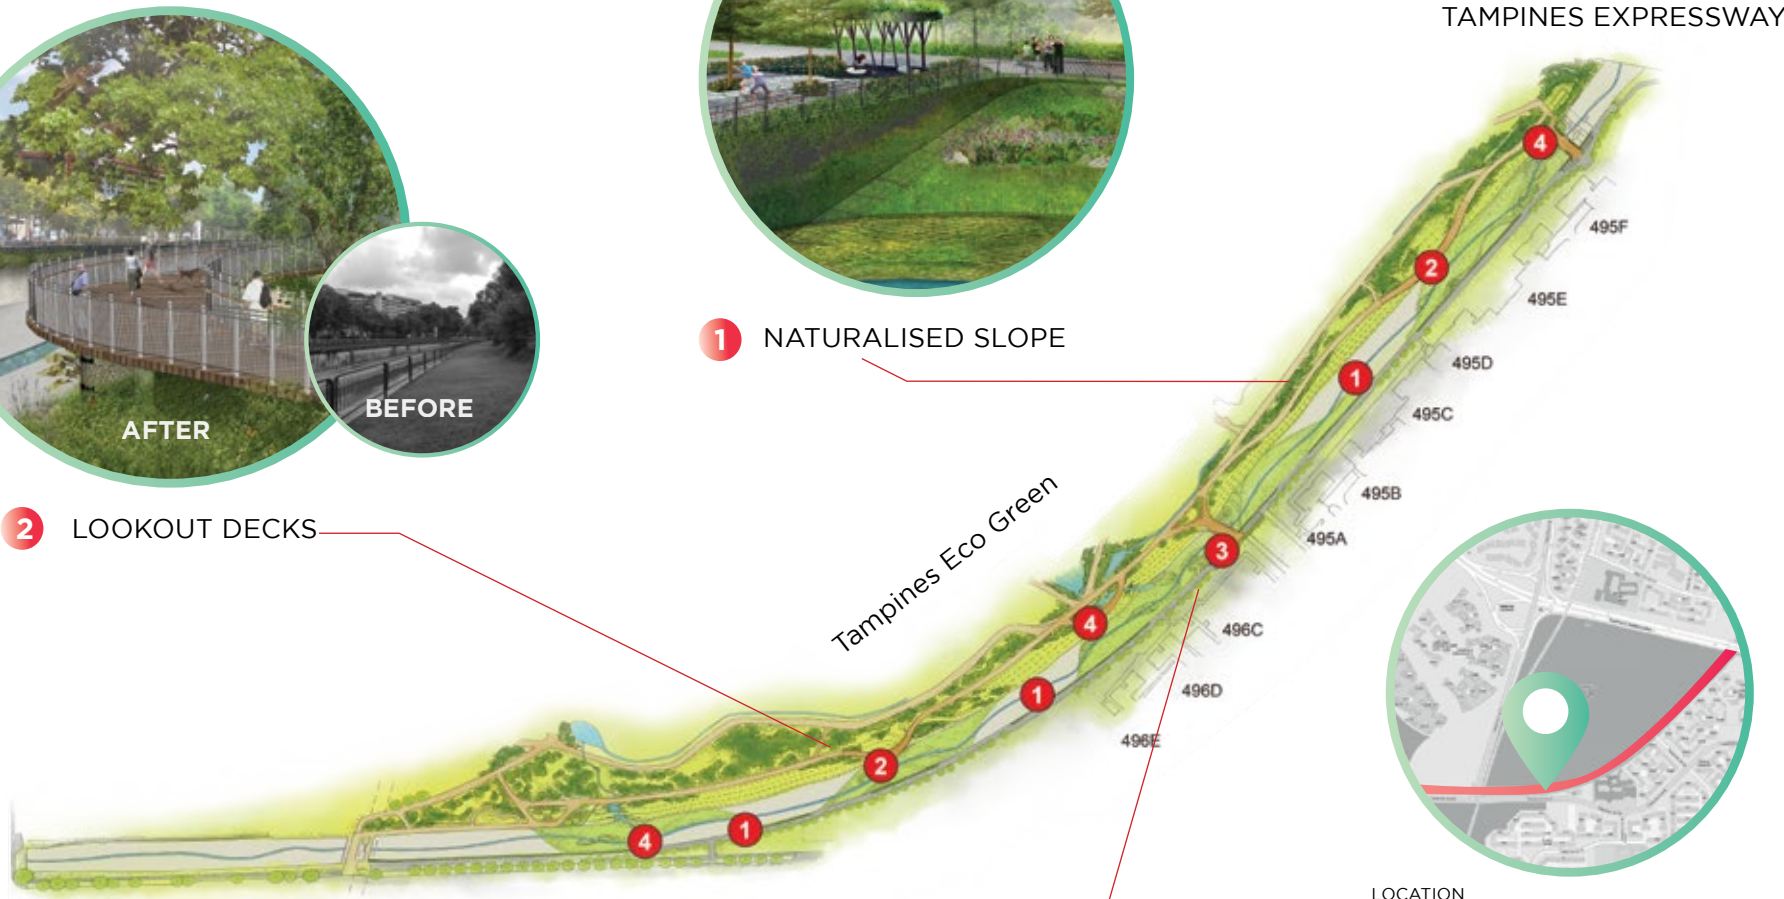 TAMPINES EXPRESSWAY
AFTER
BEFORE
1 NATURALISED SLOPE
2 LOOKOUT DECKS
Tampines Eco Green
4
495F
2
495E
495D
1
495C
495B
495A
3
496C
4
496D
1
496E
2
1
4
LOCATION